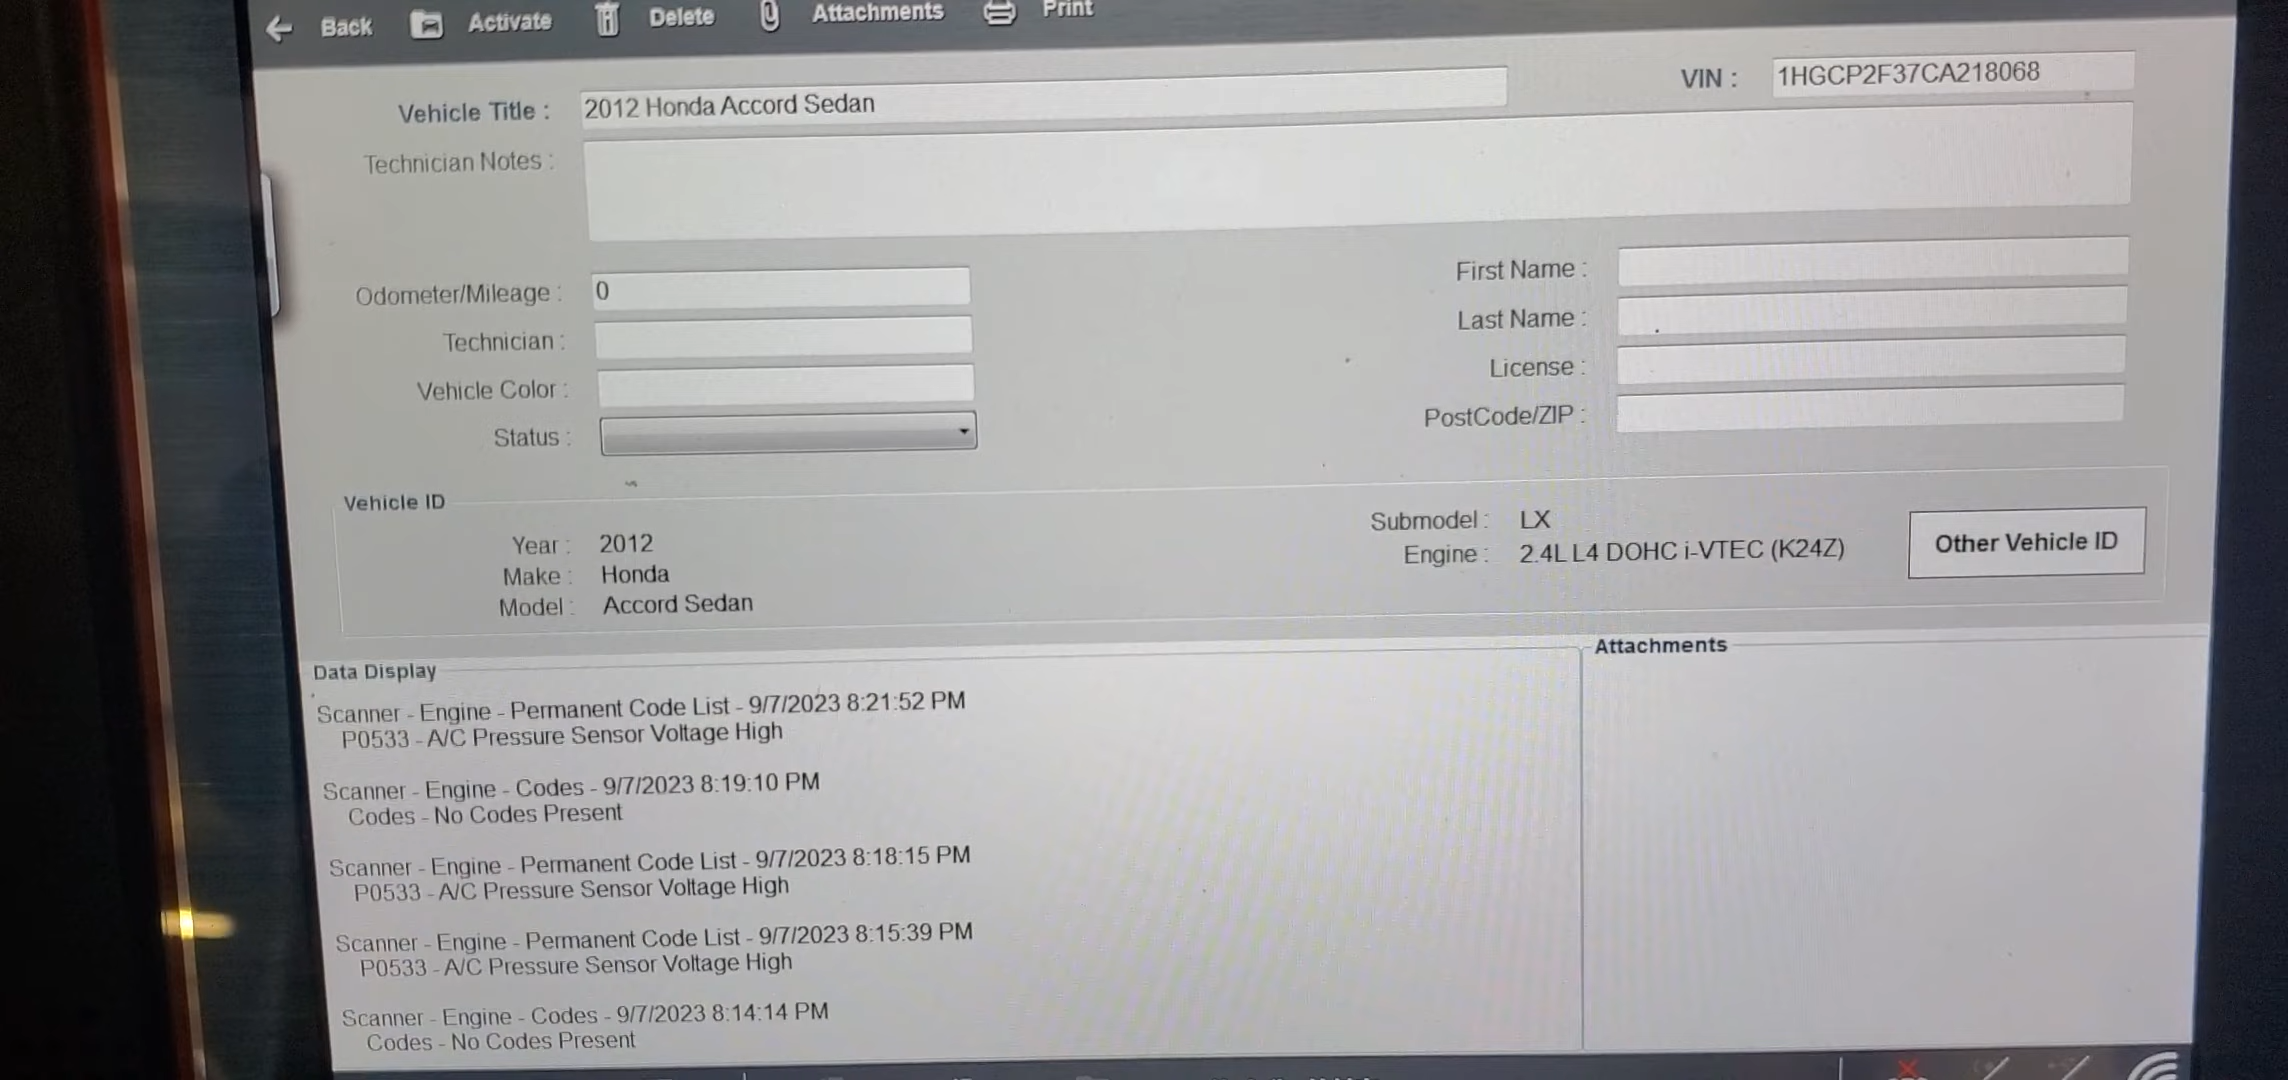 Back Activate Delete Attachments Print
Vehicle Title : 2012 Honda Accord Sedan
VIN : 1HGCP2F37CA218068
Technician Notes :
Odometer/Mileage : 0
Technician :
Vehicle Color :
Status :
First Name :
Last Name :
License :
PostCode/ZIP :
Vehicle ID
Year : 2012
Make : Honda
Model : Accord Sedan
Submodel : LX
Engine : 2.4L L4 DOHC i-VTEC (K24Z)
Other Vehicle ID
Data Display
Scanner - Engine - Permanent Code List - 9/7/2023 8:21:52 PM
P0533 - A/C Pressure Sensor Voltage High
Scanner - Engine - Codes - 9/7/2023 8:19:10 PM
Codes - No Codes Present
Scanner - Engine - Permanent Code List - 9/7/2023 8:18:15 PM
P0533 - A/C Pressure Sensor Voltage High
Scanner - Engine - Permanent Code List - 9/7/2023 8:15:39 PM
P0533 - A/C Pressure Sensor Voltage High
Scanner - Engine - Codes - 9/7/2023 8:14:14 PM
Codes - No Codes Present
Attachments